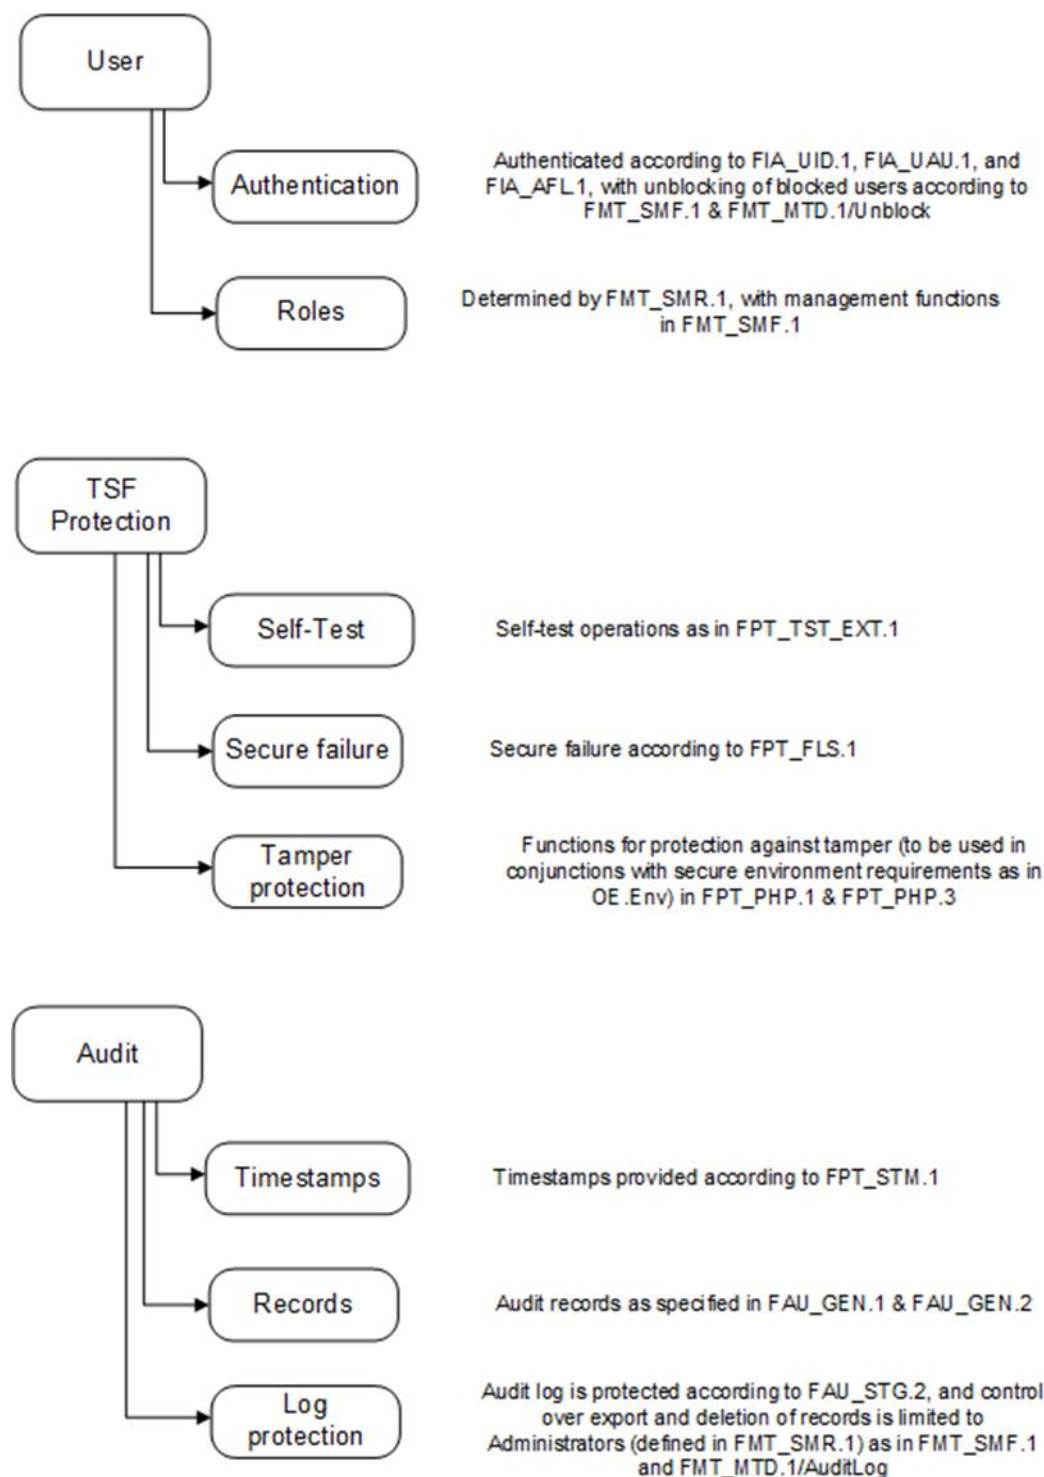 User
Authentication
Authenticated according to FIA_UID.1, FIA_UAU.1, and
FIA_AFL.1, with unblocking of blocked users according to
FMT_SMF.1 & FMT_MTD.1/Unblock
Roles
Determined by FMT_SMR.1, with management functions
in FMT_SMF.1
TSF
Protection
Self-Test
Self-test operations as in FPT_TST_EXT.1
Secure failure
Secure failure according to FPT_FLS.1
Tamper
protection
Functions for protection against tamper (to be used in
conjunctions with secure environment requirements as in
OE.Env) in FPT_PHP.1 & FPT_PHP.3
Audit
Timestamps
Timestamps provided according to FPT_STM.1
Records
Audit records as specified in FAU_GEN.1 & FAU_GEN.2
Log
protection
Audit log is protected according to FAU_STG.2, and control
over export and deletion of records is limited to
Administrators (defined in FMT_SMR.1) as in FMT_SMF.1
and FMT_MTD.1/AuditLog